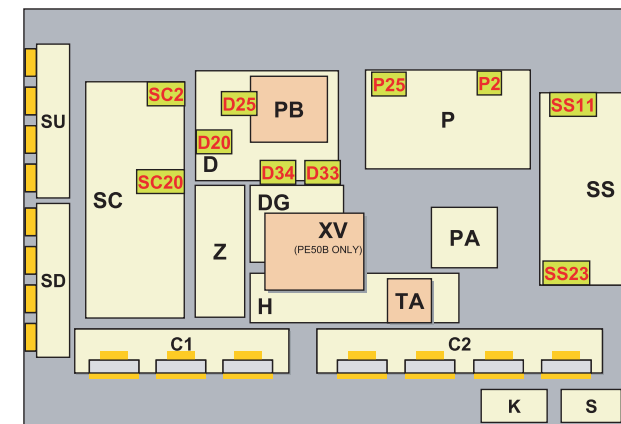 SU
SC2
SC
SC20
D25
PB
D20
D
D34
D33
P25
P2
P
SS11
SS
SS23
SD
Z
DG
XV
(PE50B ONLY)
PA
H
TA
C1
C2
K
S